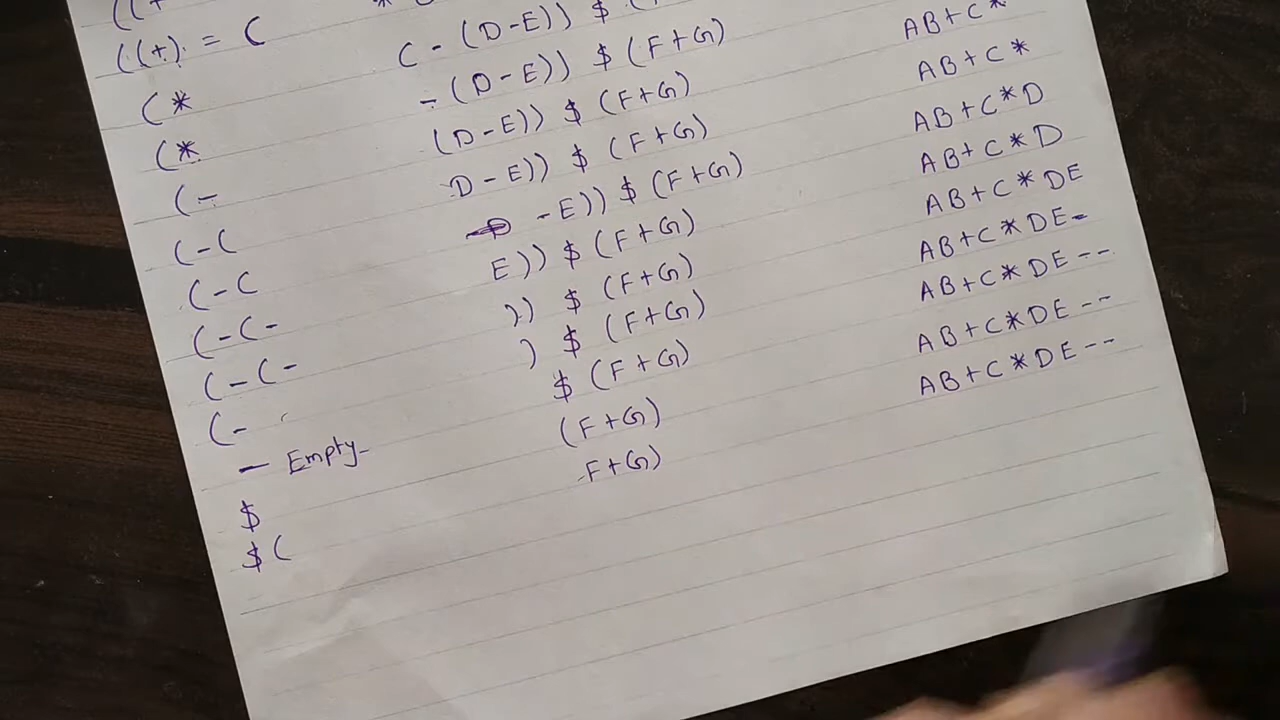 ((+
((+). = (
(* C - (D-E)) $ (
(* - (D - E)) $ (F+G)
(- (D-E)) $ (F+G) AB+C*
(-( D - E)) $ (F+G) AB+C*
(-( - E)) $ (F+G) AB+C*D
(-(- E)) $ (F+G) AB+C*D
(-(- )) $ (F+G) AB+C*DE
(- ) $ (F+G) AB+C*DE-
— Empty- $ (F+G) AB+C*DE--
$ (F+G) AB+C*DE--
$( F+G) AB+C*DE--